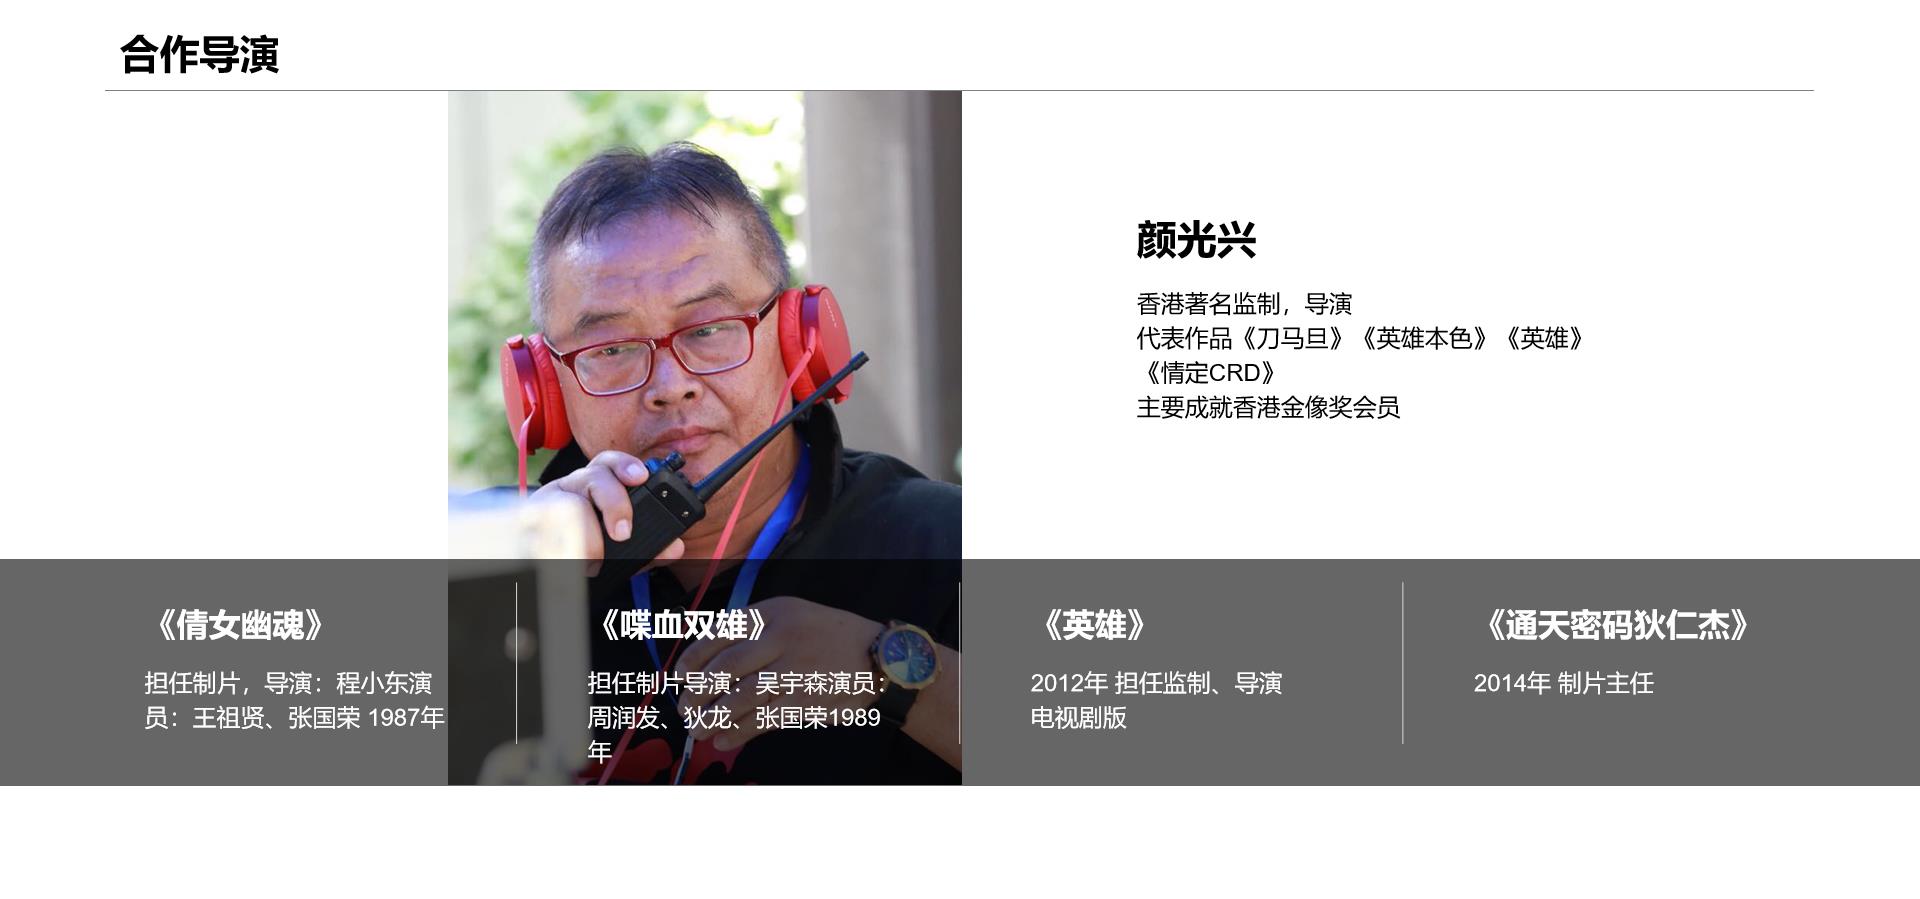 合作导演
颜光兴
香港著名监制，导演
代表作品《刀马旦》《英雄本色》《英雄》
《情定CRD》
主要成就香港金像奖会员
《倩女幽魂》
担任制片，导演：程小东演
员：王祖贤、张国荣 1987年
《喋血双雄》
担任制片导演：吴宇森演员：
周润发、狄龙、张国荣1989
年
《英雄》
2012年 担任监制、导演
电视剧版
《通天密码狄仁杰》
2014年 制片主任